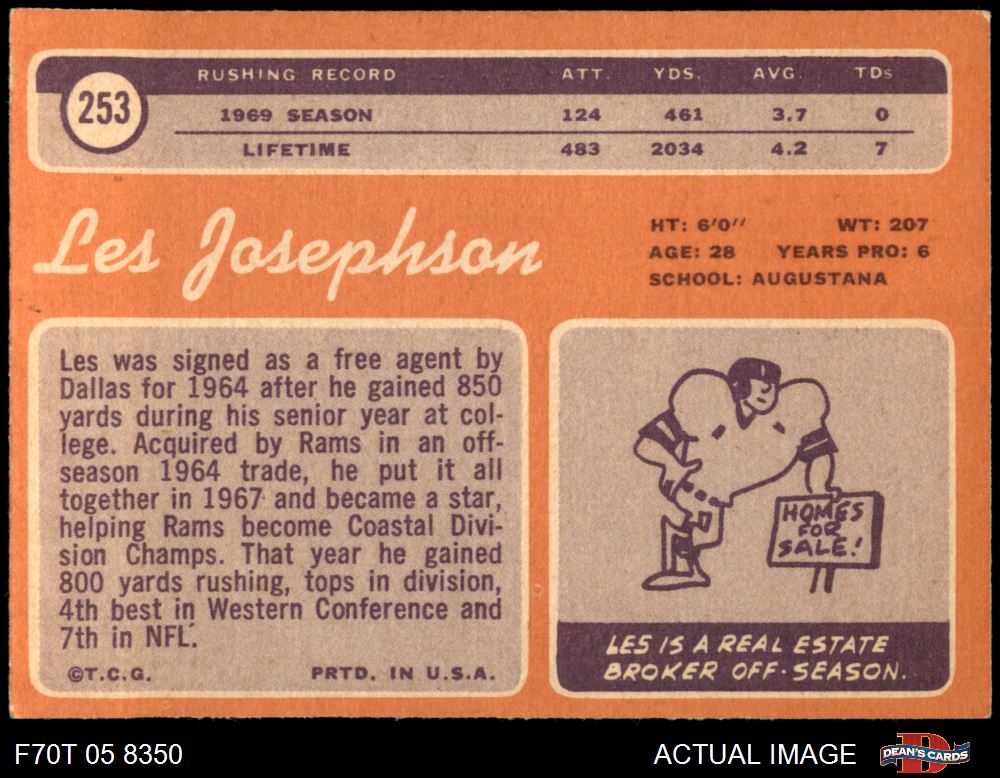 RUSHING RECORD ATT. YDS. AVG. TDs
253
1969 SEASON 124 461 3.7 0
LIFETIME 483 2034 4.2 7
Les Josephson
HT: 6'0" WT: 207
AGE: 28 YEARS PRO: 6
SCHOOL: AUGUSTANA
Les was signed as a free agent by
Dallas for 1964 after he gained 850
yards during his senior year at col-
lege. Acquired by Rams in an off-
season 1964 trade, he put it all
together in 1967 and became a star,
helping Rams become Coastal Divi-
sion Champs. That year he gained
800 yards rushing, tops in division,
4th best in Western Conference and
7th in NFL.
©T.C.G. PRTD. IN U.S.A.
HOMES
FOR
SALE!
LES IS A REAL ESTATE
BROKER OFF-SEASON.
F70T 05 8350 ACTUAL IMAGE
D
DEAN'S CARDS